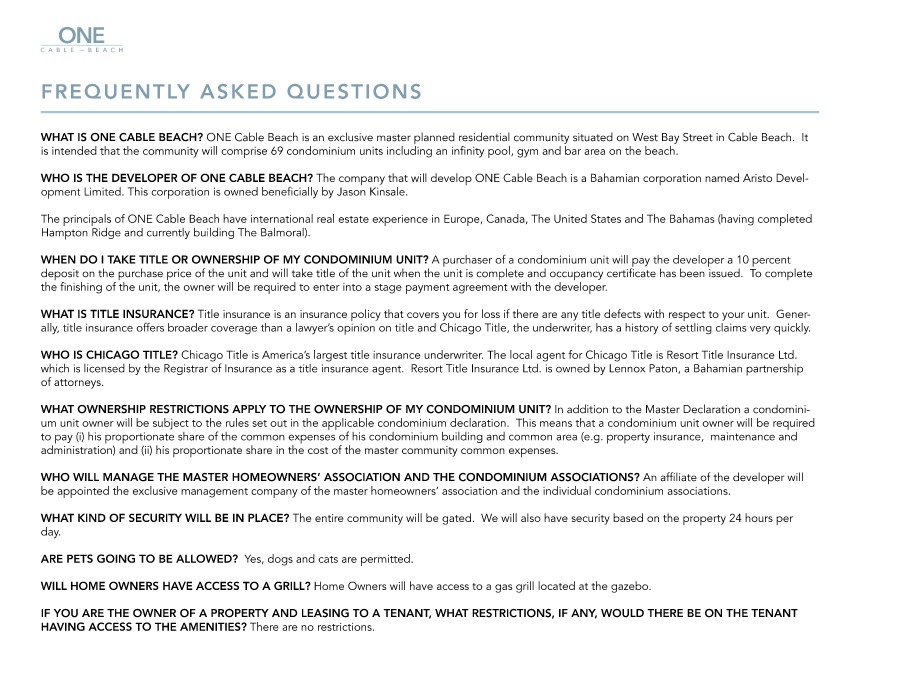 ONE
CABLE – BEACH
FREQUENTLY ASKED QUESTIONS
WHAT IS ONE CABLE BEACH? ONE Cable Beach is an exclusive master planned residential community situated on West Bay Street in Cable Beach.  It
is intended that the community will comprise 69 condominium units including an infinity pool, gym and bar area on the beach.
WHO IS THE DEVELOPER OF ONE CABLE BEACH? The company that will develop ONE Cable Beach is a Bahamian corporation named Aristo Devel-
opment Limited. This corporation is owned beneficially by Jason Kinsale.
The principals of ONE Cable Beach have international real estate experience in Europe, Canada, The United States and The Bahamas (having completed
Hampton Ridge and currently building The Balmoral).
WHEN DO I TAKE TITLE OR OWNERSHIP OF MY CONDOMINIUM UNIT? A purchaser of a condominium unit will pay the developer a 10 percent
deposit on the purchase price of the unit and will take title of the unit when the unit is complete and occupancy certificate has been issued.  To complete
the finishing of the unit, the owner will be required to enter into a stage payment agreement with the developer.
WHAT IS TITLE INSURANCE? Title insurance is an insurance policy that covers you for loss if there are any title defects with respect to your unit.  Gener-
ally, title insurance offers broader coverage than a lawyer's opinion on title and Chicago Title, the underwriter, has a history of settling claims very quickly.
WHO IS CHICAGO TITLE? Chicago Title is America's largest title insurance underwriter. The local agent for Chicago Title is Resort Title Insurance Ltd.
which is licensed by the Registrar of Insurance as a title insurance agent.  Resort Title Insurance Ltd. is owned by Lennox Paton, a Bahamian partnership
of attorneys.
WHAT OWNERSHIP RESTRICTIONS APPLY TO THE OWNERSHIP OF MY CONDOMINIUM UNIT? In addition to the Master Declaration a condomini-
um unit owner will be subject to the rules set out in the applicable condominium declaration.  This means that a condominium unit owner will be required
to pay (i) his proportionate share of the common expenses of his condominium building and common area (e.g. property insurance,  maintenance and
administration) and (ii) his proportionate share in the cost of the master community common expenses.
WHO WILL MANAGE THE MASTER HOMEOWNERS' ASSOCIATION AND THE CONDOMINIUM ASSOCIATIONS? An affiliate of the developer will
be appointed the exclusive management company of the master homeowners' association and the individual condominium associations.
WHAT KIND OF SECURITY WILL BE IN PLACE? The entire community will be gated.  We will also have security based on the property 24 hours per
day.
ARE PETS GOING TO BE ALLOWED?  Yes, dogs and cats are permitted.
WILL HOME OWNERS HAVE ACCESS TO A GRILL? Home Owners will have access to a gas grill located at the gazebo.
IF YOU ARE THE OWNER OF A PROPERTY AND LEASING TO A TENANT, WHAT RESTRICTIONS, IF ANY, WOULD THERE BE ON THE TENANT
HAVING ACCESS TO THE AMENITIES? There are no restrictions.